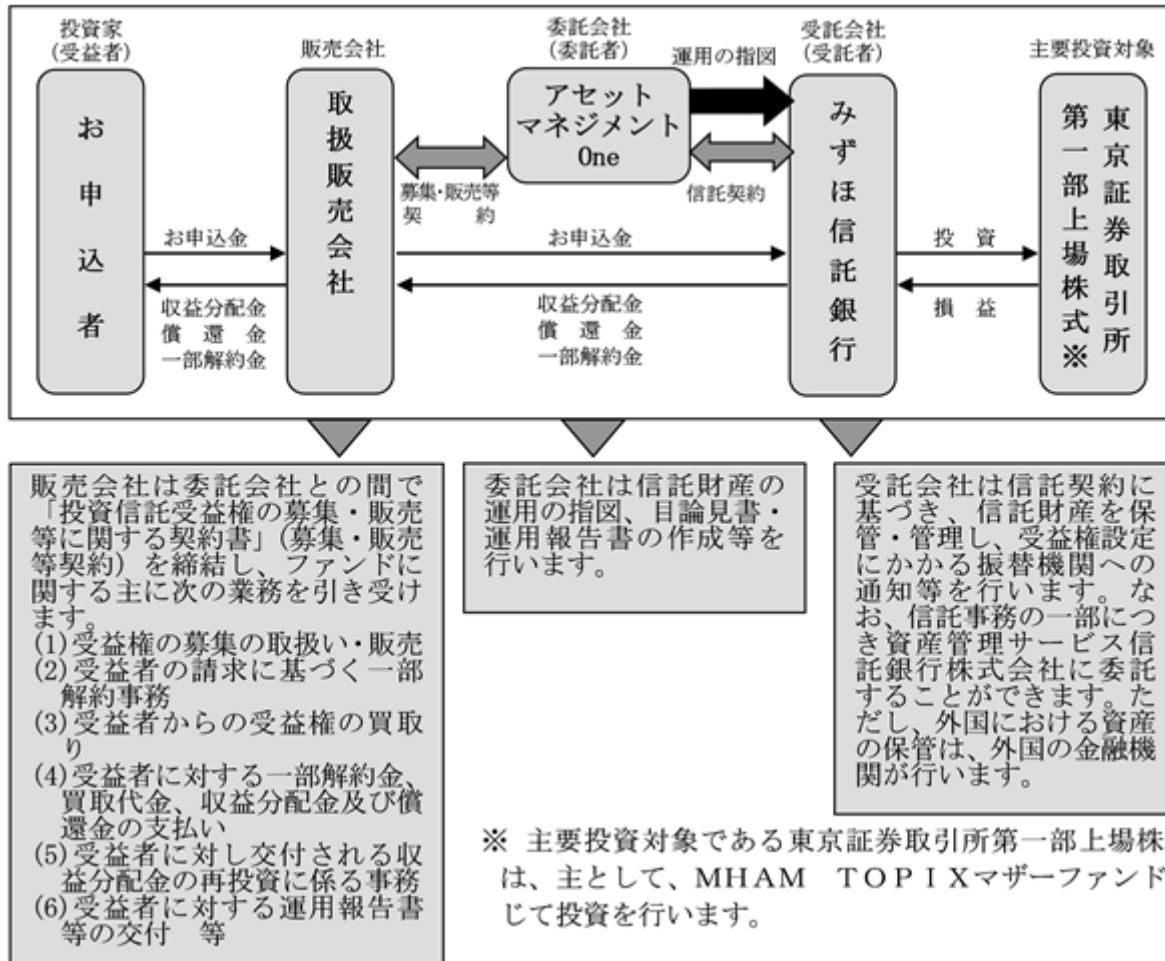 投資家
(受益者)
販売会社
委託会社
(委託者)
受託会社
(受託者)
主要投資対象
運用の指図
お申込者
取扱販売会社
アセット
マネジメント
One
みずほ信託銀行
東京証券取引所
第一部上場株式※
募集・販売等
契　　約
信託契約
お申込金
収益分配金
償　還　金
一部解約金
お申込金
収益分配金
償　還　金
一部解約金
投　資
損　益
販売会社は委託会社との間で
「投資信託受益権の募集・販売
等に関する契約書」(募集・販売
等契約)を締結し、ファンドに
関する主に次の業務を引き受け
ます。
(1)受益権の募集の取扱い・販売
(2)受益者の請求に基づく一部
解約事務
(3)受益者からの受益権の買取
り
(4)受益者に対する一部解約金、
買取代金、収益分配金及び償
還金の支払い
(5)受益者に対し交付される収
益分配金の再投資に係る事務
(6)受益者に対する運用報告書
等の交付　等
委託会社は信託財産の
運用の指図、目論見書・
運用報告書の作成等を
行います。
受託会社は信託契約に
基づき、信託財産を保
管・管理し、受益権設定
にかかる振替機関への
通知等を行います。な
お、信託事務の一部につ
き資産管理サービス信
託銀行株式会社に委託
することができます。た
だし、外国における資産
の保管は、外国の金融機
関が行います。
※ 主要投資対象である東京証券取引所第一部上場株
は、主として、MHAM　ＴＯＰＩＸマザーファンド
じて投資を行います。